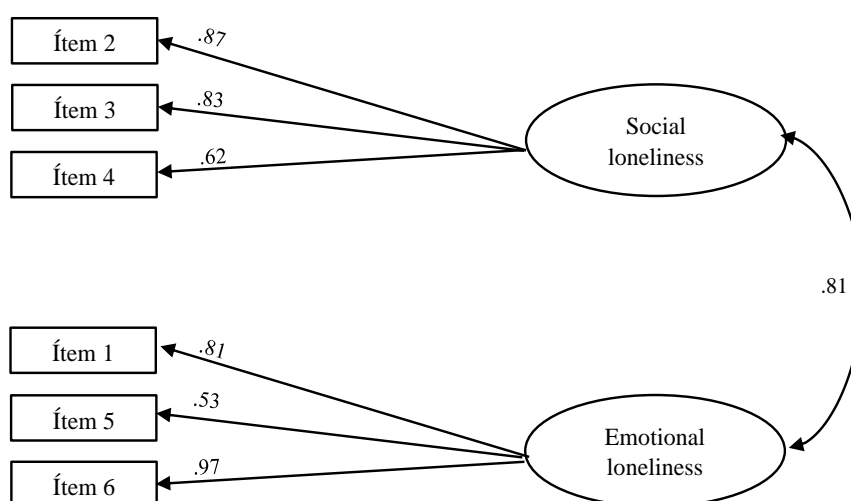 Ítem 2
.87
Ítem 3
.83
Ítem 4
.62
Social
loneliness
.81
Ítem 1
.81
Ítem 5
.53
Ítem 6
.97
Emotional
loneliness